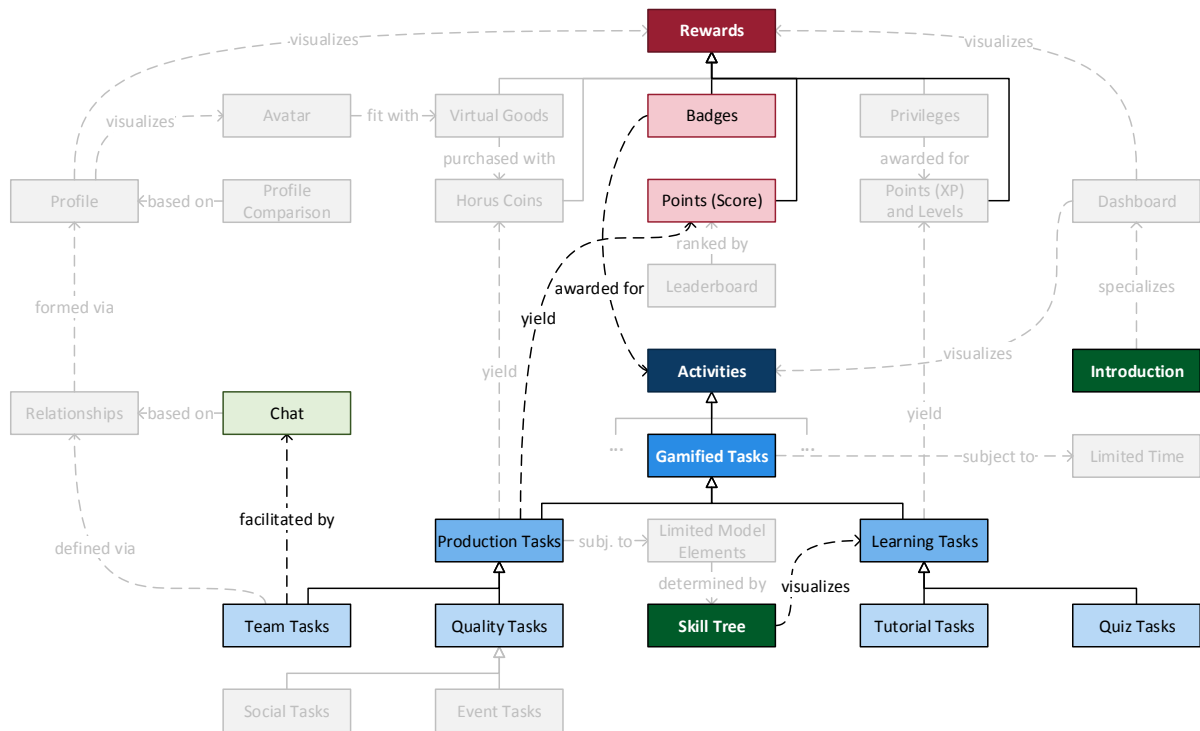 Rewards
visualizes
visualizes
Avatar
fit with
Virtual Goods
Badges
Privileges
visualizes
purchased with
awarded for
Profile
based on
Profile
Comparison
Horus Coins
Points (Score)
Points (XP)
and Levels
Dashboard
ranked by
Leaderboard
awarded for
specializes
formed via
yield
visualizes
Activities
Introduction
yield
Relationships
based on
Chat
yield
...
...
Gamified Tasks
subject to
Limited Time
facilitated by
Production Tasks
subj. to
Limited Model
Elements
Learning Tasks
defined via
determined by
visualizes
Team Tasks
Quality Tasks
Skill Tree
Tutorial Tasks
Quiz Tasks
Social Tasks
Event Tasks